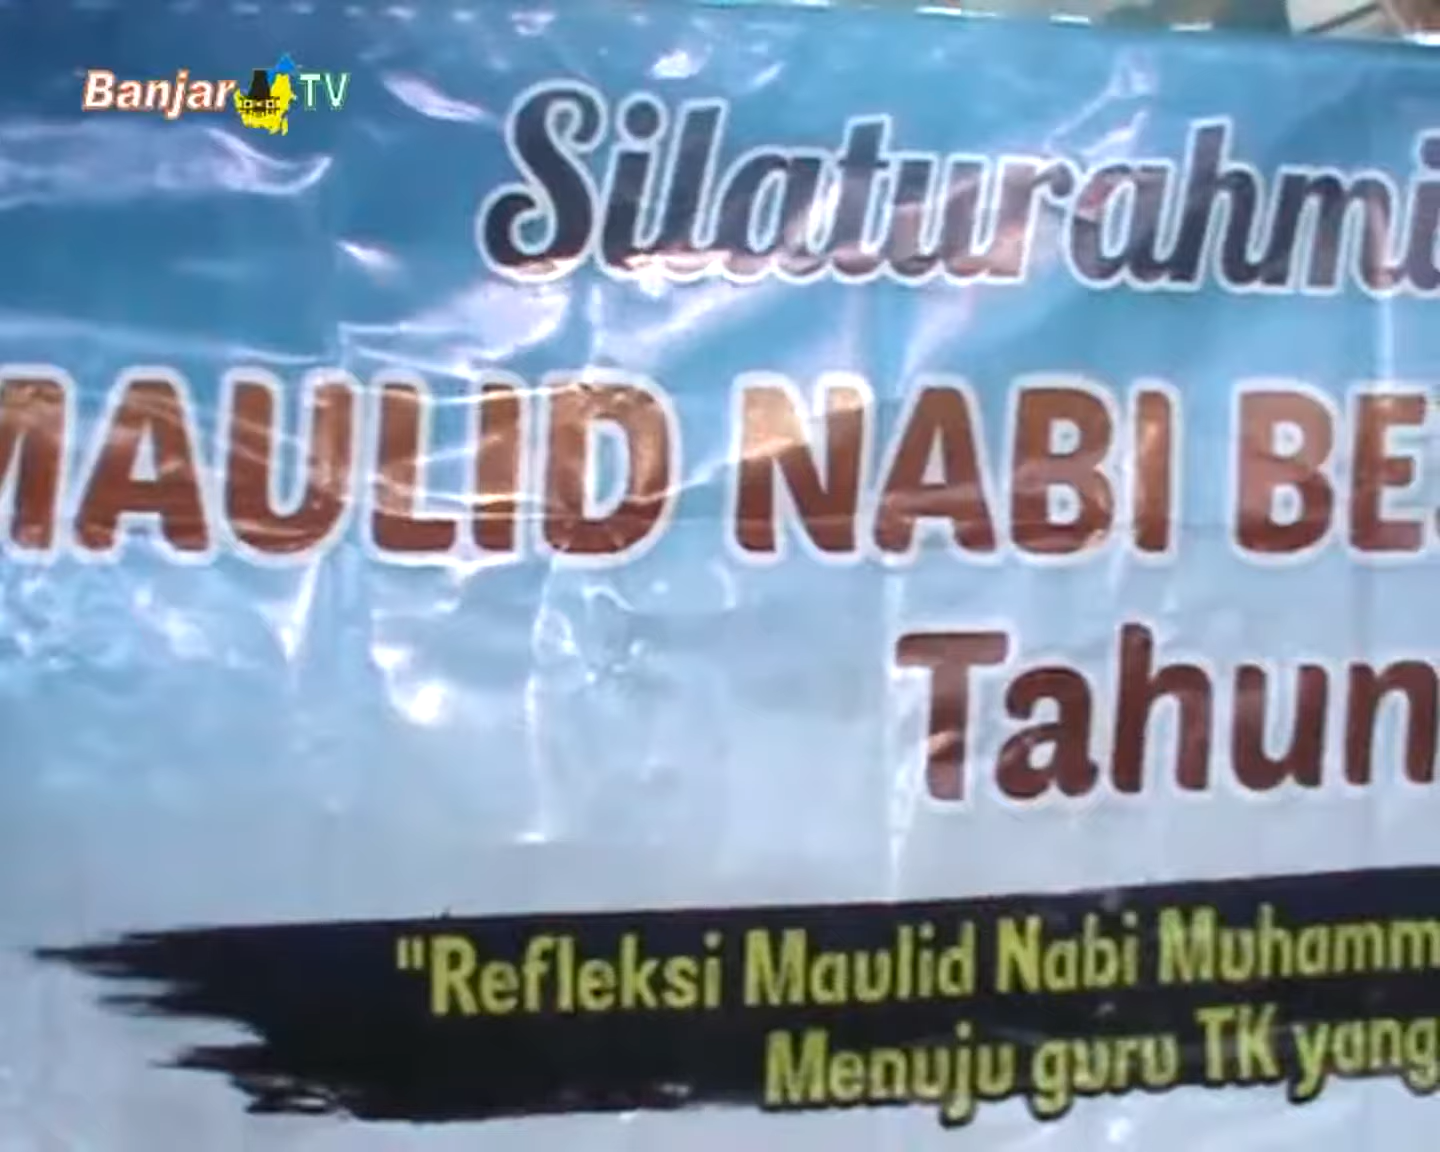 Banjar TV
Silaturahmi
MAULID NABI BE
Tahun
"Refleksi Maulid Nabi Muhamm
Menuju guru TK yang